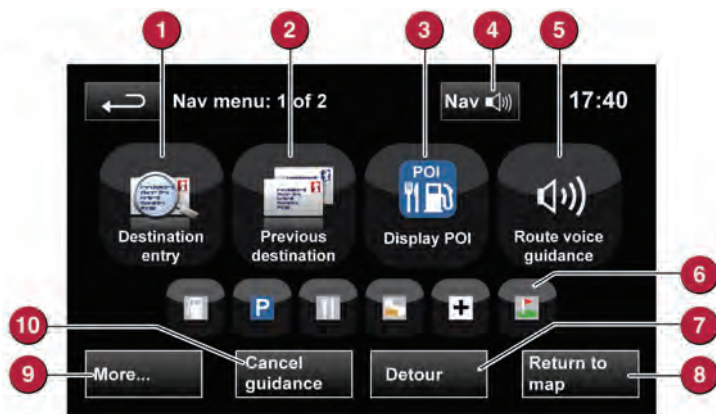 1
2
3
4
5
Nav menu: 1 of 2
Nav
17:40
POI
Destination
entry
Previous
destination
Display POI
Route voice
guidance
6
P
10
7
More...
Cancel
guidance
Detour
Return to
map
9
8